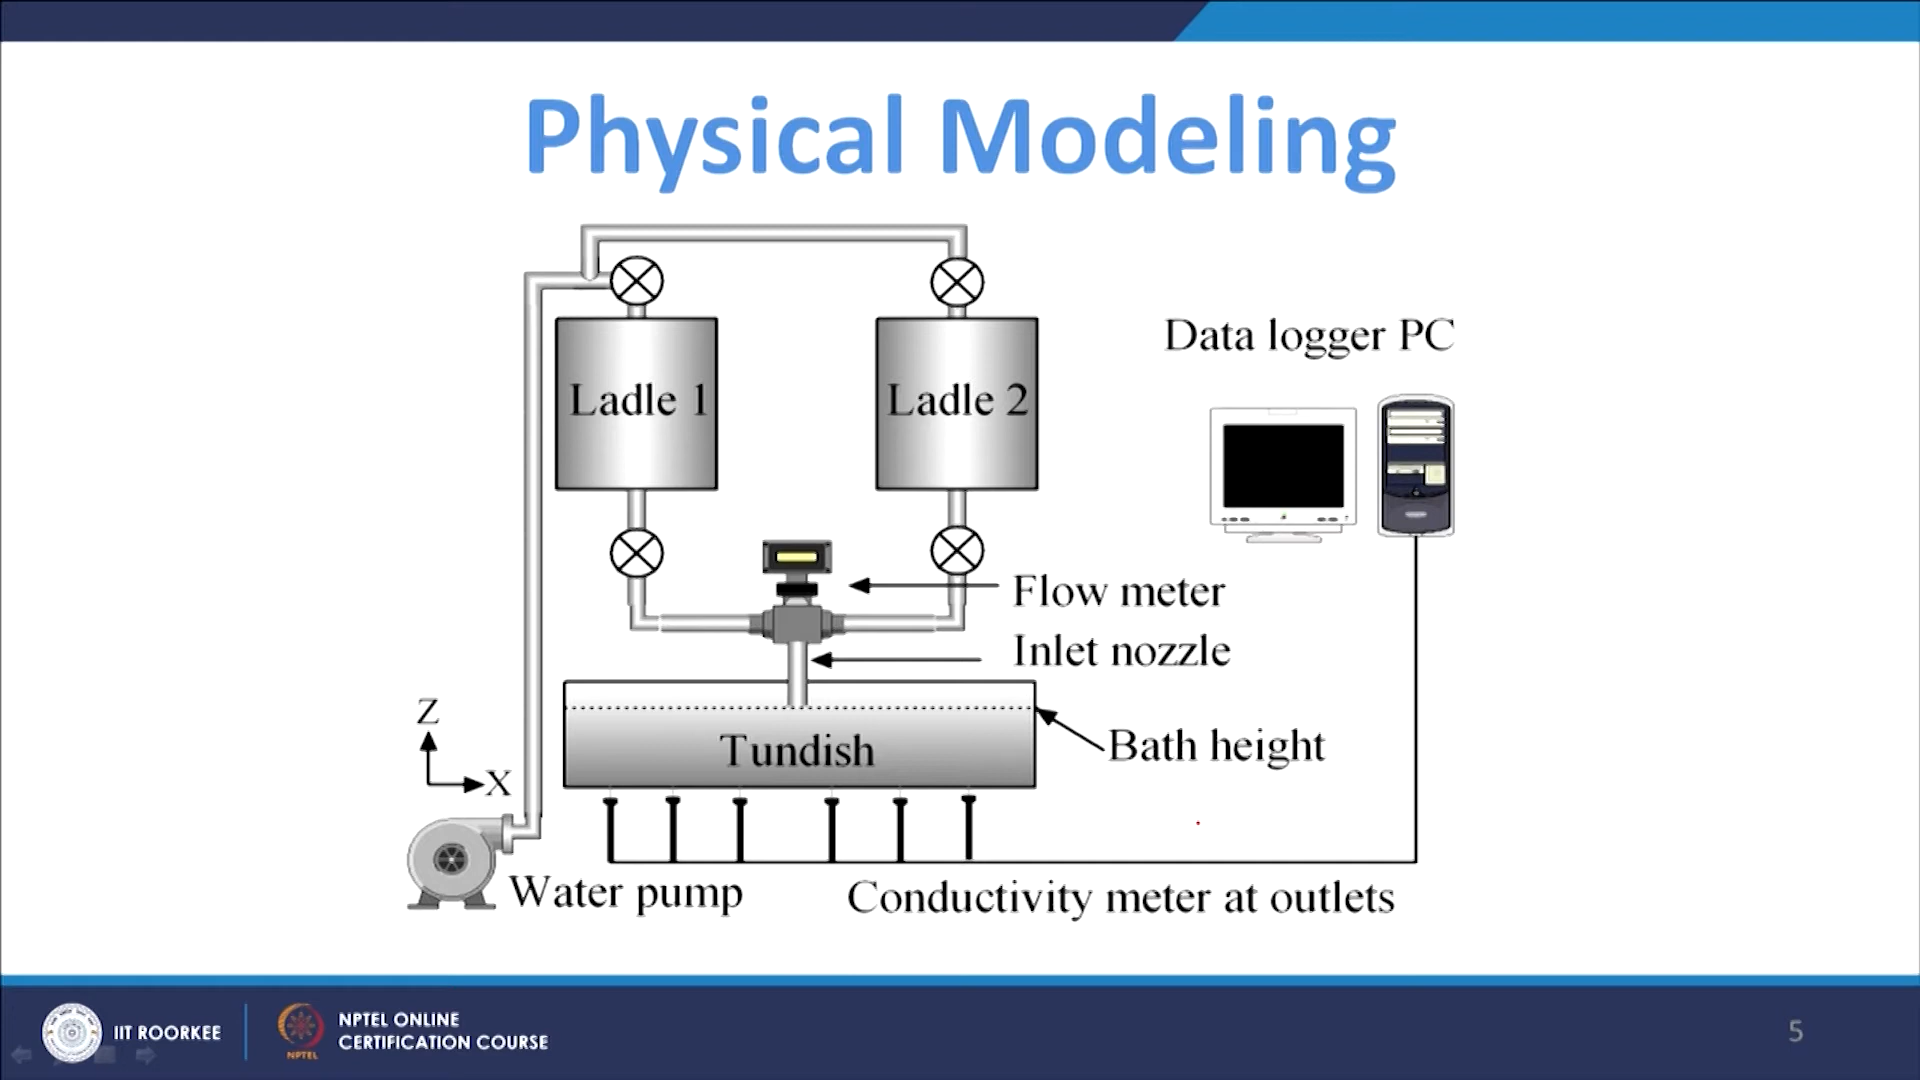 Physical Modeling
Ladle 1
Ladle 2
Data logger PC
Flow meter
Inlet nozzle
Z
X
Tundish
Bath height
Water pump
Conductivity meter at outlets
IIT ROORKEE
NPTEL
NPTEL ONLINE
CERTIFICATION COURSE
5